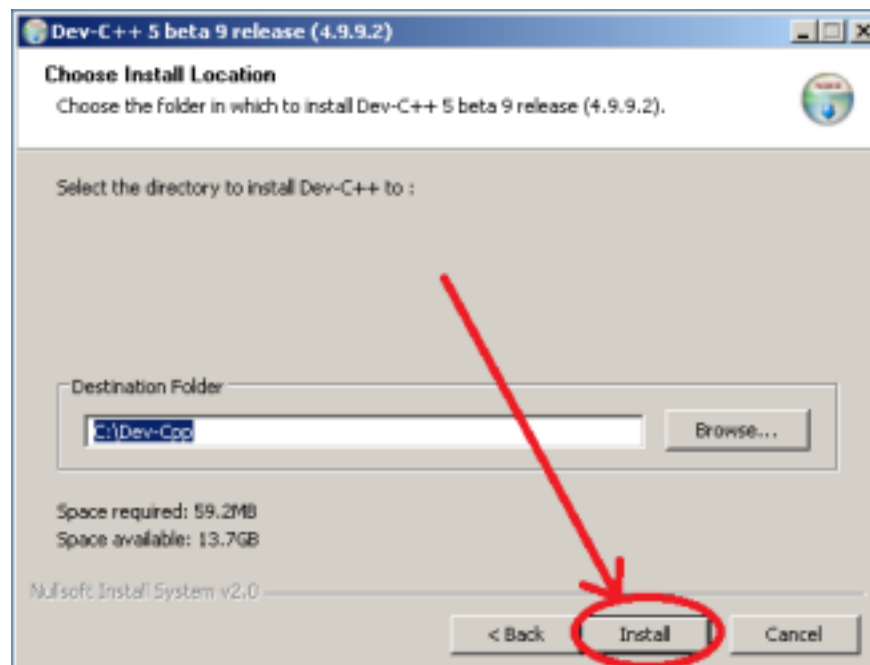 Dev-C++ 5 beta 9 release (4.9.9.2)
Choose Install Location
Choose the folder in which to install Dev-C++ 5 beta 9 release (4.9.9.2).
Select the directory to install Dev-C++ to :
Destination Folder
C:\Dev-Cpp
Browse...
Space required: 59.2MB
Space available: 13.7GB
Nullsoft Install System v2.0
< Back
Install
Cancel